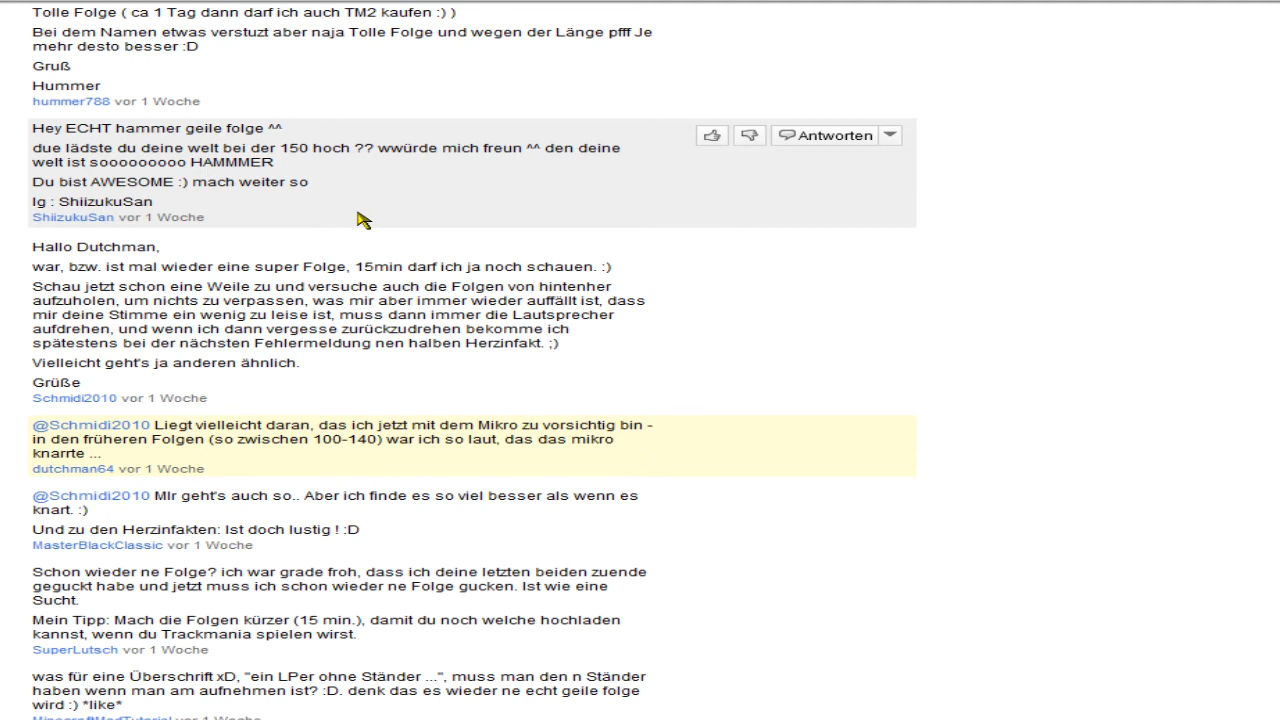 Tolle Folge ( ca 1 Tag dann darf ich auch TM2 kaufen :) )
Bei dem Namen etwas verstuzt aber naja Tolle Folge und wegen der Länge pfff Je
mehr desto besser :D
Gruß
Hummer
hummer788 vor 1 Woche
Hey ECHT hammer geile folge ^^
due lädste du deine welt bei der 150 hoch ?? wwürde mich freun ^^ den deine
welt ist sooooooooo HAMMMER
Du bist AWESOME :) mach weiter so
lg : ShiizukuSan
ShiizukuSan vor 1 Woche
Antworten
Hallo Dutchman,
war, bzw. ist mal wieder eine super Folge, 15min darf ich ja noch schauen. :)
Schau jetzt schon eine Weile zu und versuche auch die Folgen von hintenher
aufzuholen, um nichts zu verpassen, was mir aber immer wieder auffällt ist, dass
mir deine Stimme ein wenig zu leise ist, muss dann immer die Lautsprecher
aufdrehen, und wenn ich dann vergesse zurückzudrehen bekomme ich
spätestens bei der nächsten Fehlermeldung nen halben Herzinfakt. ;)
Vielleicht geht's ja anderen ähnlich.
Grüße
Schmidi2010 vor 1 Woche
@Schmidi2010 Liegt vielleicht daran, das ich jetzt mit dem Mikro zu vorsichtig bin -
in den früheren Folgen (so zwischen 100-140) war ich so laut, das das mikro
knarrte ...
dutchman64 vor 1 Woche
@Schmidi2010 MIr geht's auch so.. Aber ich finde es so viel besser als wenn es
knart. :)
Und zu den Herzinfakten: Ist doch lustig ! :D
MasterBlackClassic vor 1 Woche
Schon wieder ne Folge? ich war grade froh, dass ich deine letzten beiden zuende
geguckt habe und jetzt muss ich schon wieder ne Folge gucken. Ist wie eine
Sucht.
Mein Tipp: Mach die Folgen kürzer (15 min.), damit du noch welche hochladen
kannst, wenn du Trackmania spielen wirst.
SuperLutsch vor 1 Woche
was für eine Überschrift xD, "ein LPer ohne Ständer ...", muss man den n Ständer
haben wenn man am aufnehmen ist? :D. denk das es wieder ne echt geile folge
wird :) *like*
MinecraftModTutorial vor 1 Woche